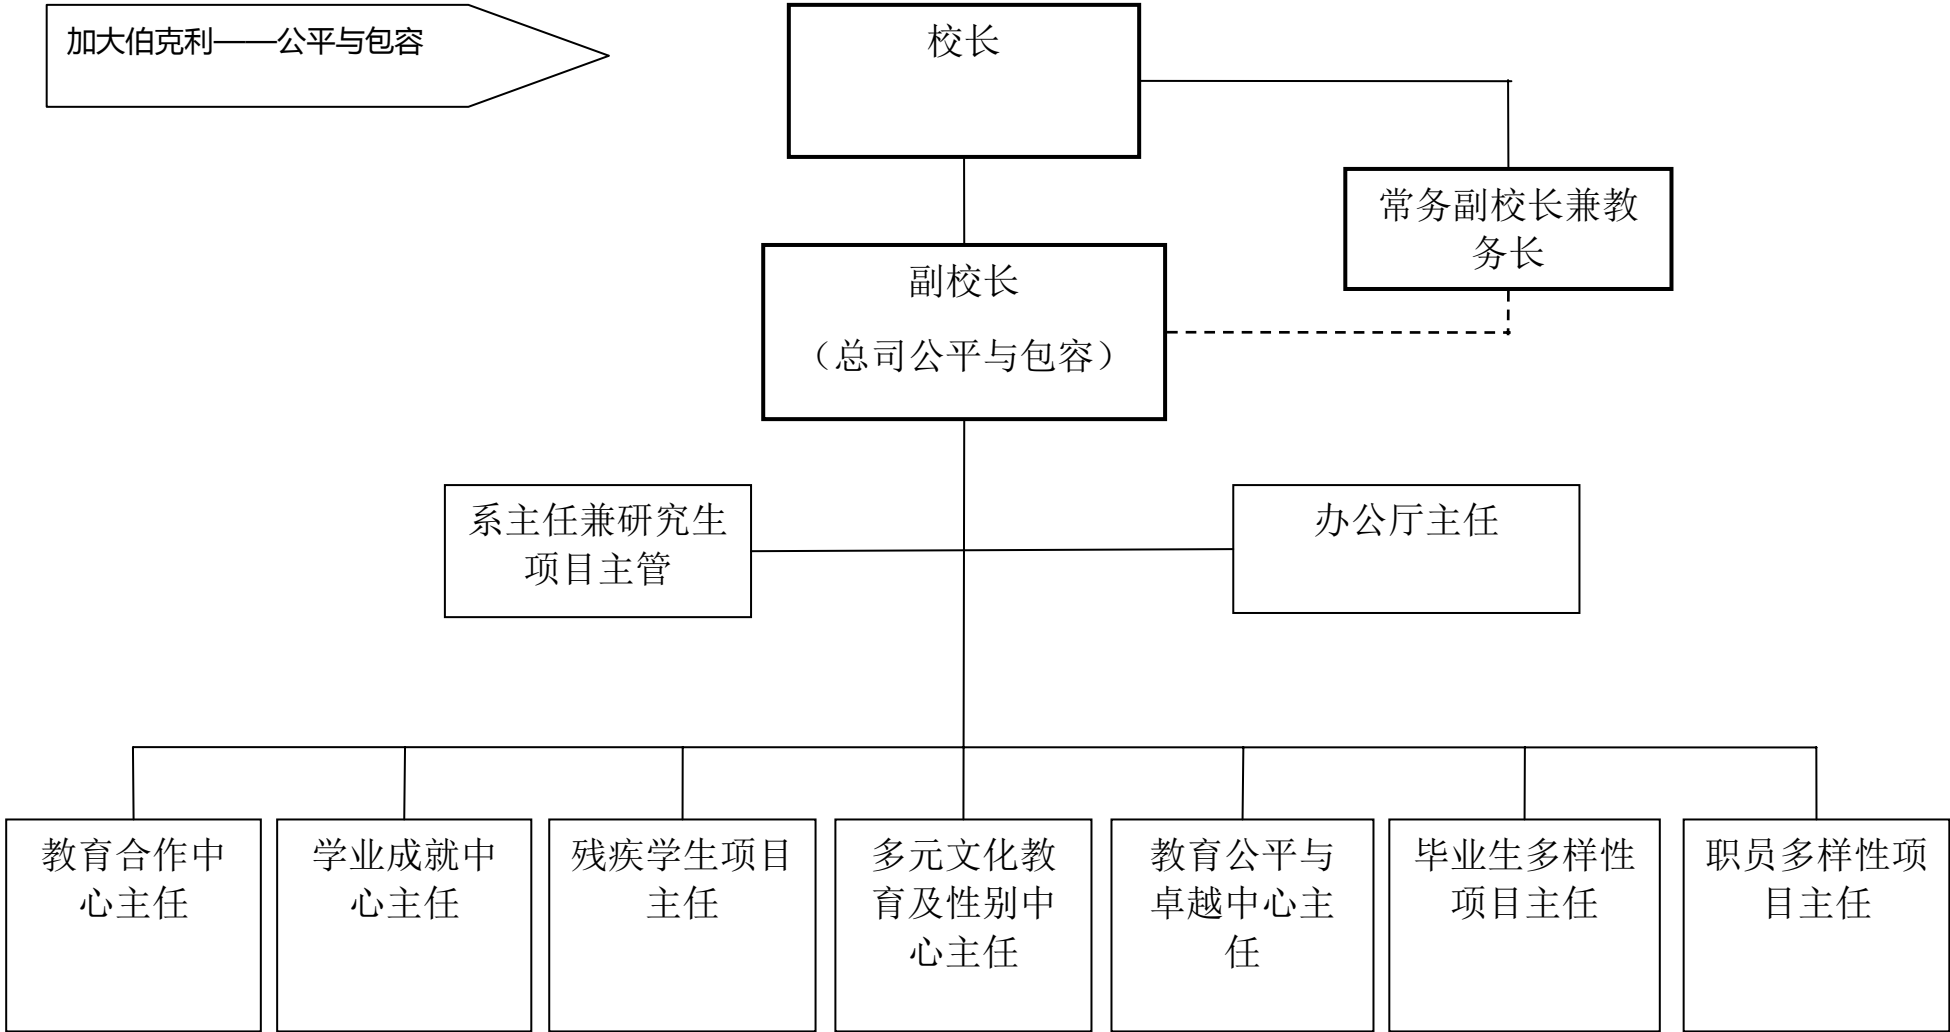 加大伯克利——公平与包容
校长
常务副校长兼教
务长
副校长
（总司公平与包容）
系主任兼研究生
项目主管
办公厅主任
教育合作中
心主任
学业成就中
心主任
残疾学生项目
主任
多元文化教
育及性别中
心主任
教育公平与
卓越中心主
任
毕业生多样性
项目主任
职员多样性项
目主任